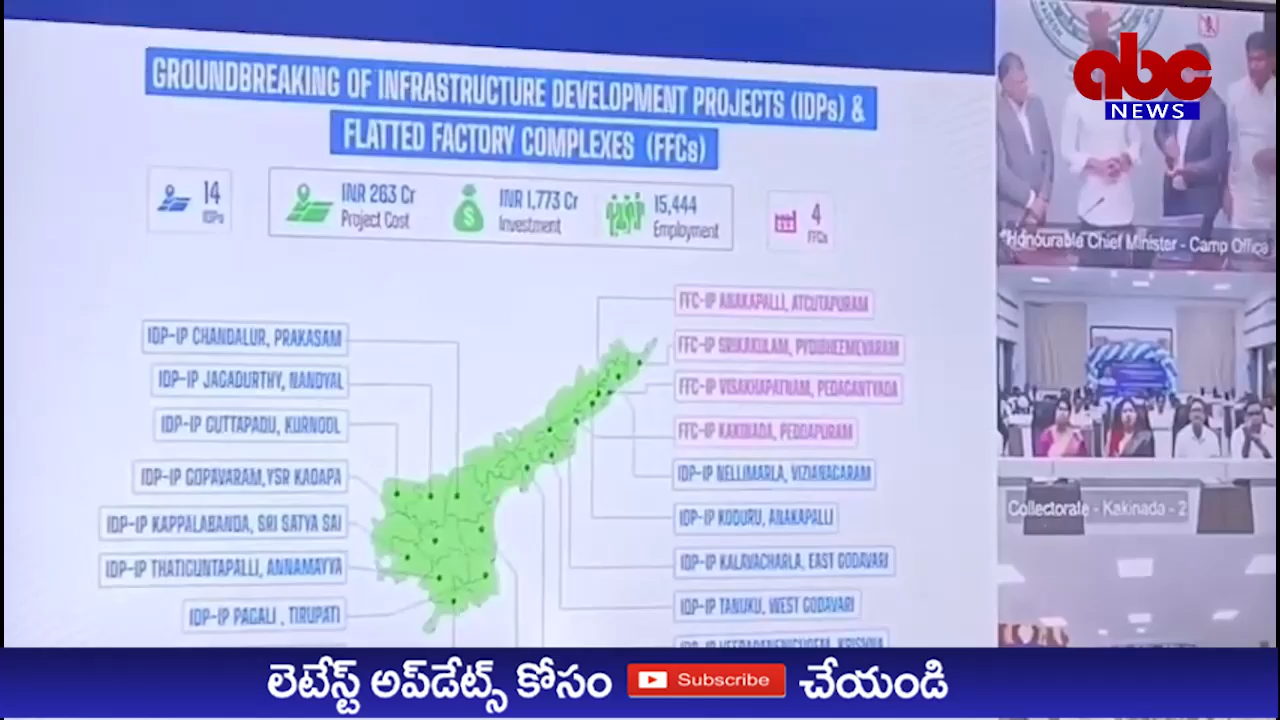 GROUNDBREAKING OF INFRASTRUCTURE DEVELOPMENT PROJECTS (IDPs) &
FLATTED FACTORY COMPLEXES (FFCs)
14
IDPs
INR 263 Cr
Project Cost
INR 1,773 Cr
Investment
15,444
Employment
4
FFCs
IDP-IP CHANDALUR, PRAKASAM
IDP-IP JAGADURTHY, NANDYAL
IDP-IP GUTTAPADU, KURNOOL
IDP-IP GOPAVARAM, YSR KADAPA
IDP-IP KAPPALABANDA, SRI SATYA SAI
IDP-IP THATIGUNTAPALLI, ANNAMAYYA
IDP-IP PAGALI , TIRUPATI
FFC-IP ANAKAPALLI, ATCUTAPURAM
FFC-IP SRIKAKULAM, PYDIBHEEMEVARAM
FFC-IP VISAKHAPATNAM, PEDAGANTYADA
FFC-IP KAKINADA, PEDDAPURAM
IDP-IP NELLIMARLA, VIZIANAGARAM
IDP-IP KODURU, ANAKAPALLI
IDP-IP KALAVACHARLA, EAST GODAVARI
IDP-IP TANUKU, WEST GODAVARI
abc
NEWS
Honourable Chief Minister - Camp Office
Collectorate - Kakinada - 2
లెటేస్ట్ అప్‌డేట్స్ కోసం Subscribe చేయండి